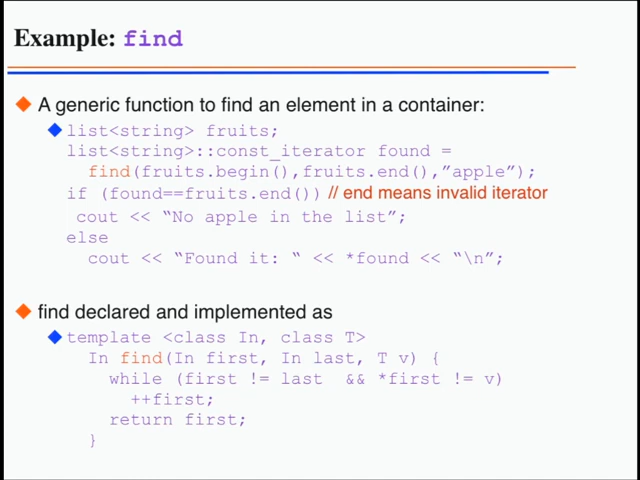 Example: find
A generic function to find an element in a container:
list<string> fruits;
list<string>::const_iterator found =
find(fruits.begin(),fruits.end(),”apple”);
if (found==fruits.end()) // end means invalid iterator
cout << “No apple in the list”;
else
cout << “Found it: “ << *found << “\n”;
find declared and implemented as
template <class In, class T>
In find(In first, In last, T v) {
while (first != last && *first != v)
++first;
return first;
}